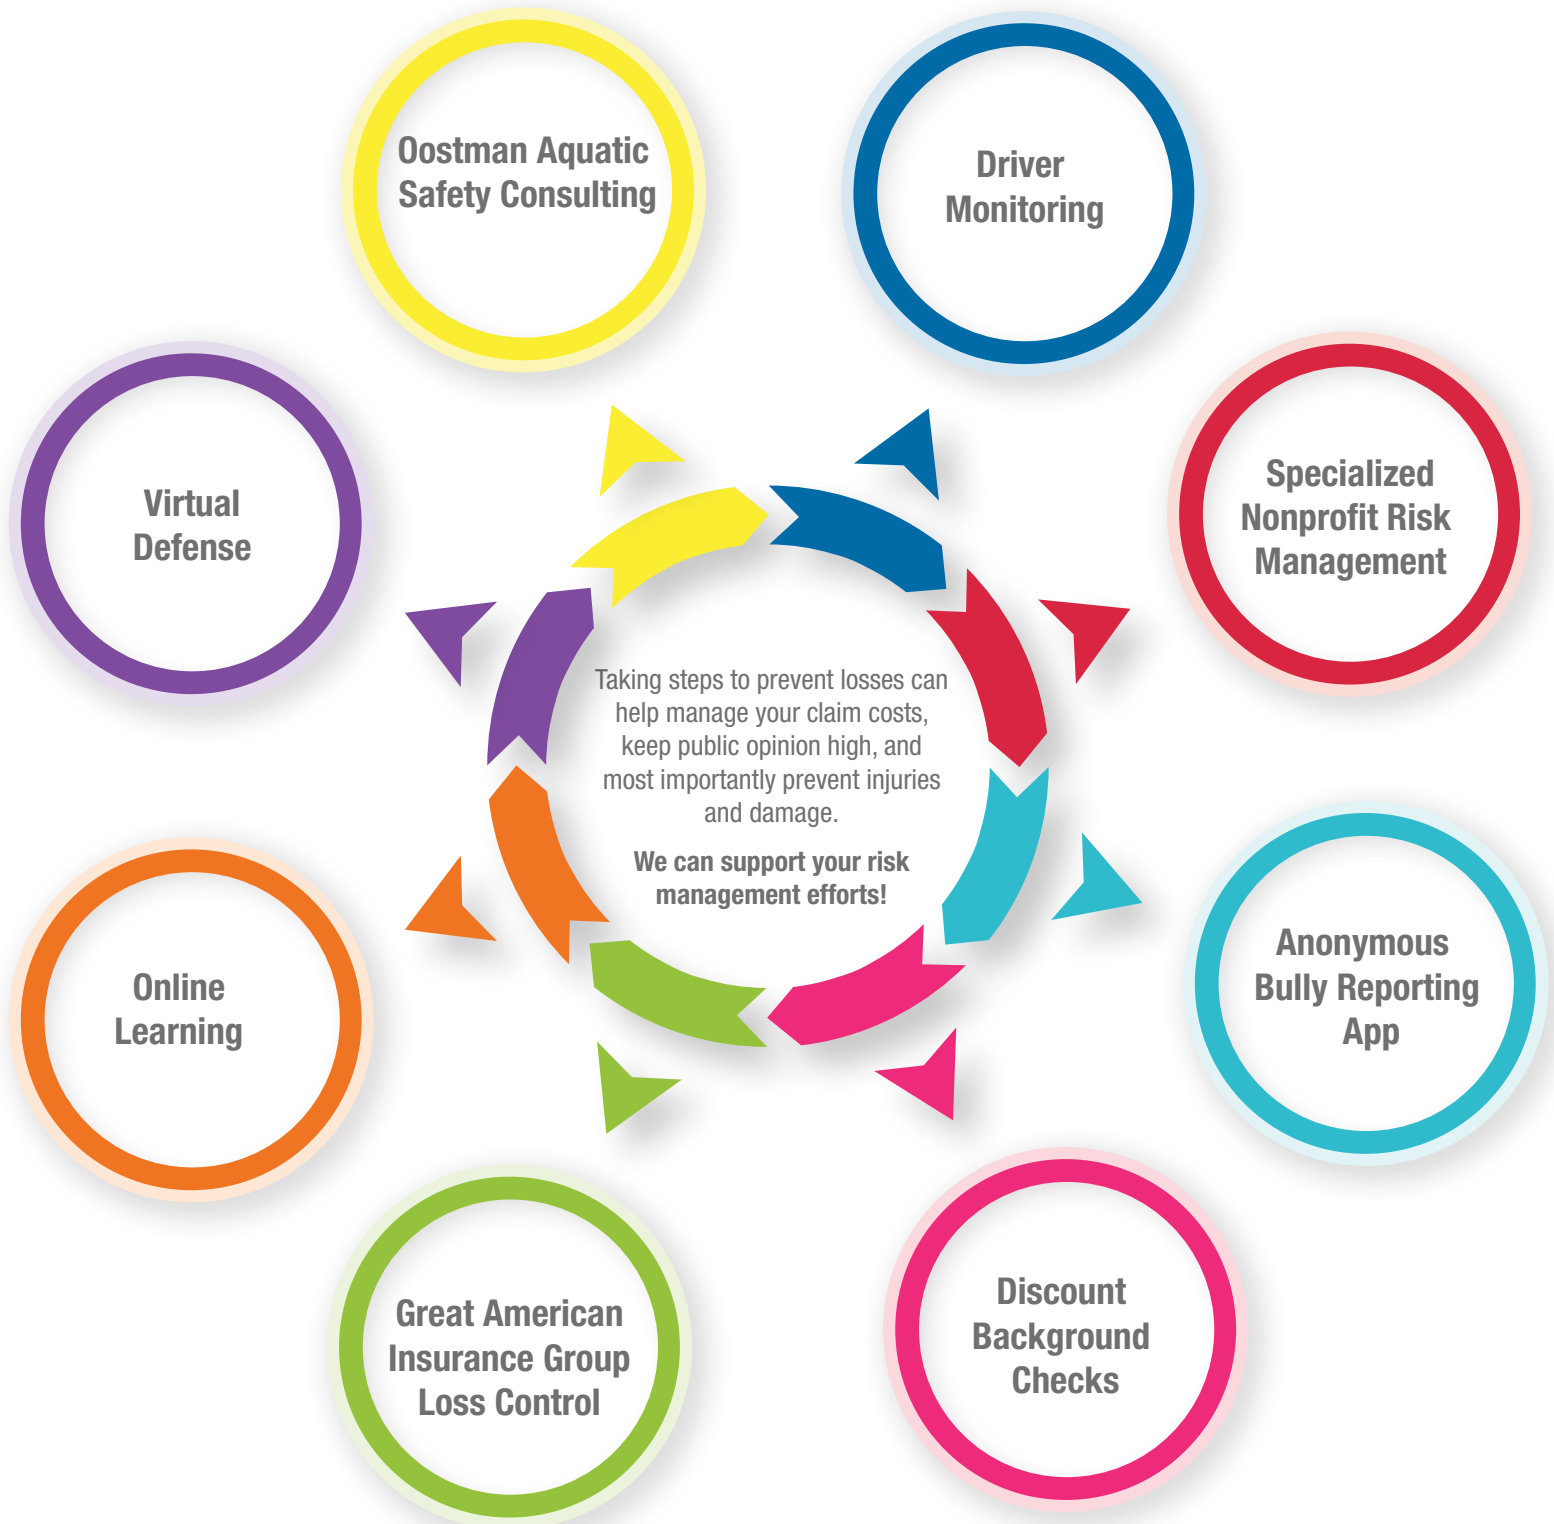 Oostman Aquatic
Safety Consulting
Driver
Monitoring
Specialized
Nonprofit Risk
Management
Anonymous
Bully Reporting
App
Discount
Background
Checks
Great American
Insurance Group
Loss Control
Online
Learning
Virtual
Defense
Taking steps to prevent losses can
help manage your claim costs,
keep public opinion high, and
most importantly prevent injuries
and damage.
We can support your risk
management efforts!